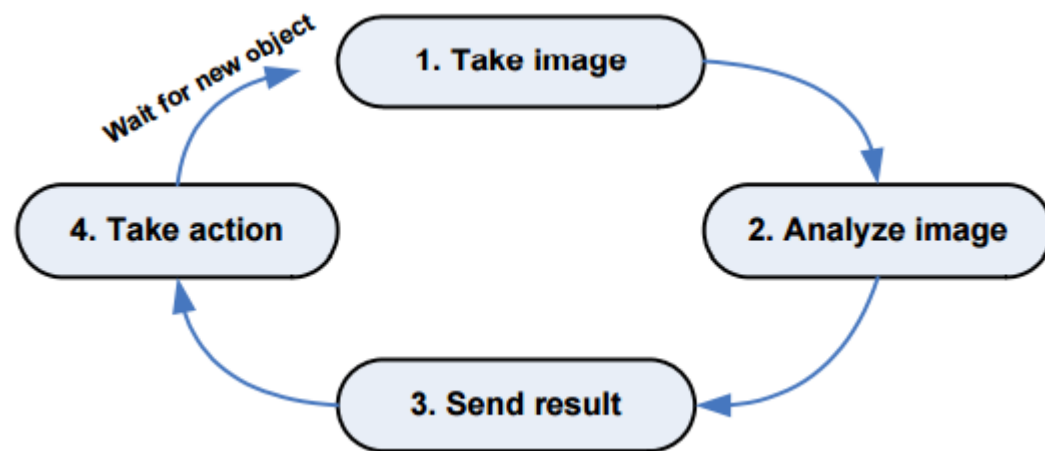 1. Take image
Wait for new object
4. Take action
2. Analyze image
3. Send result